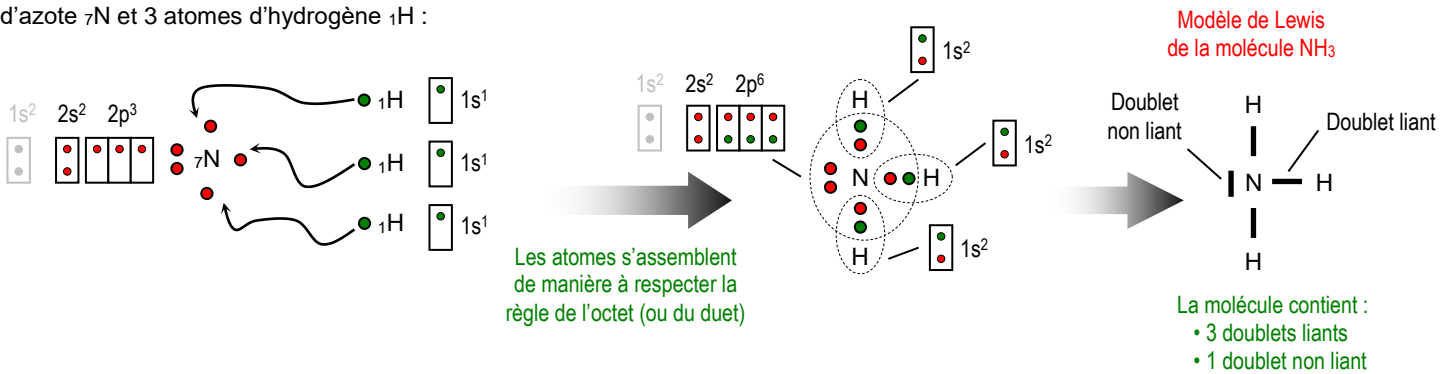 d’azote ₇N et 3 atomes d’hydrogène ₁H :
1s² 2s² 2p³
₇N
₁H 1s¹
₁H 1s¹
₁H 1s¹
Les atomes s’assemblent
de manière à respecter la
règle de l’octet (ou du duet)
1s² 2s² 2p⁶
H 1s²
N H 1s²
H 1s²
Modèle de Lewis
de la molécule NH₃
Doublet
non liant
Doublet liant
H
N H
H
La molécule contient :
• 3 doublets liants
• 1 doublet non liant